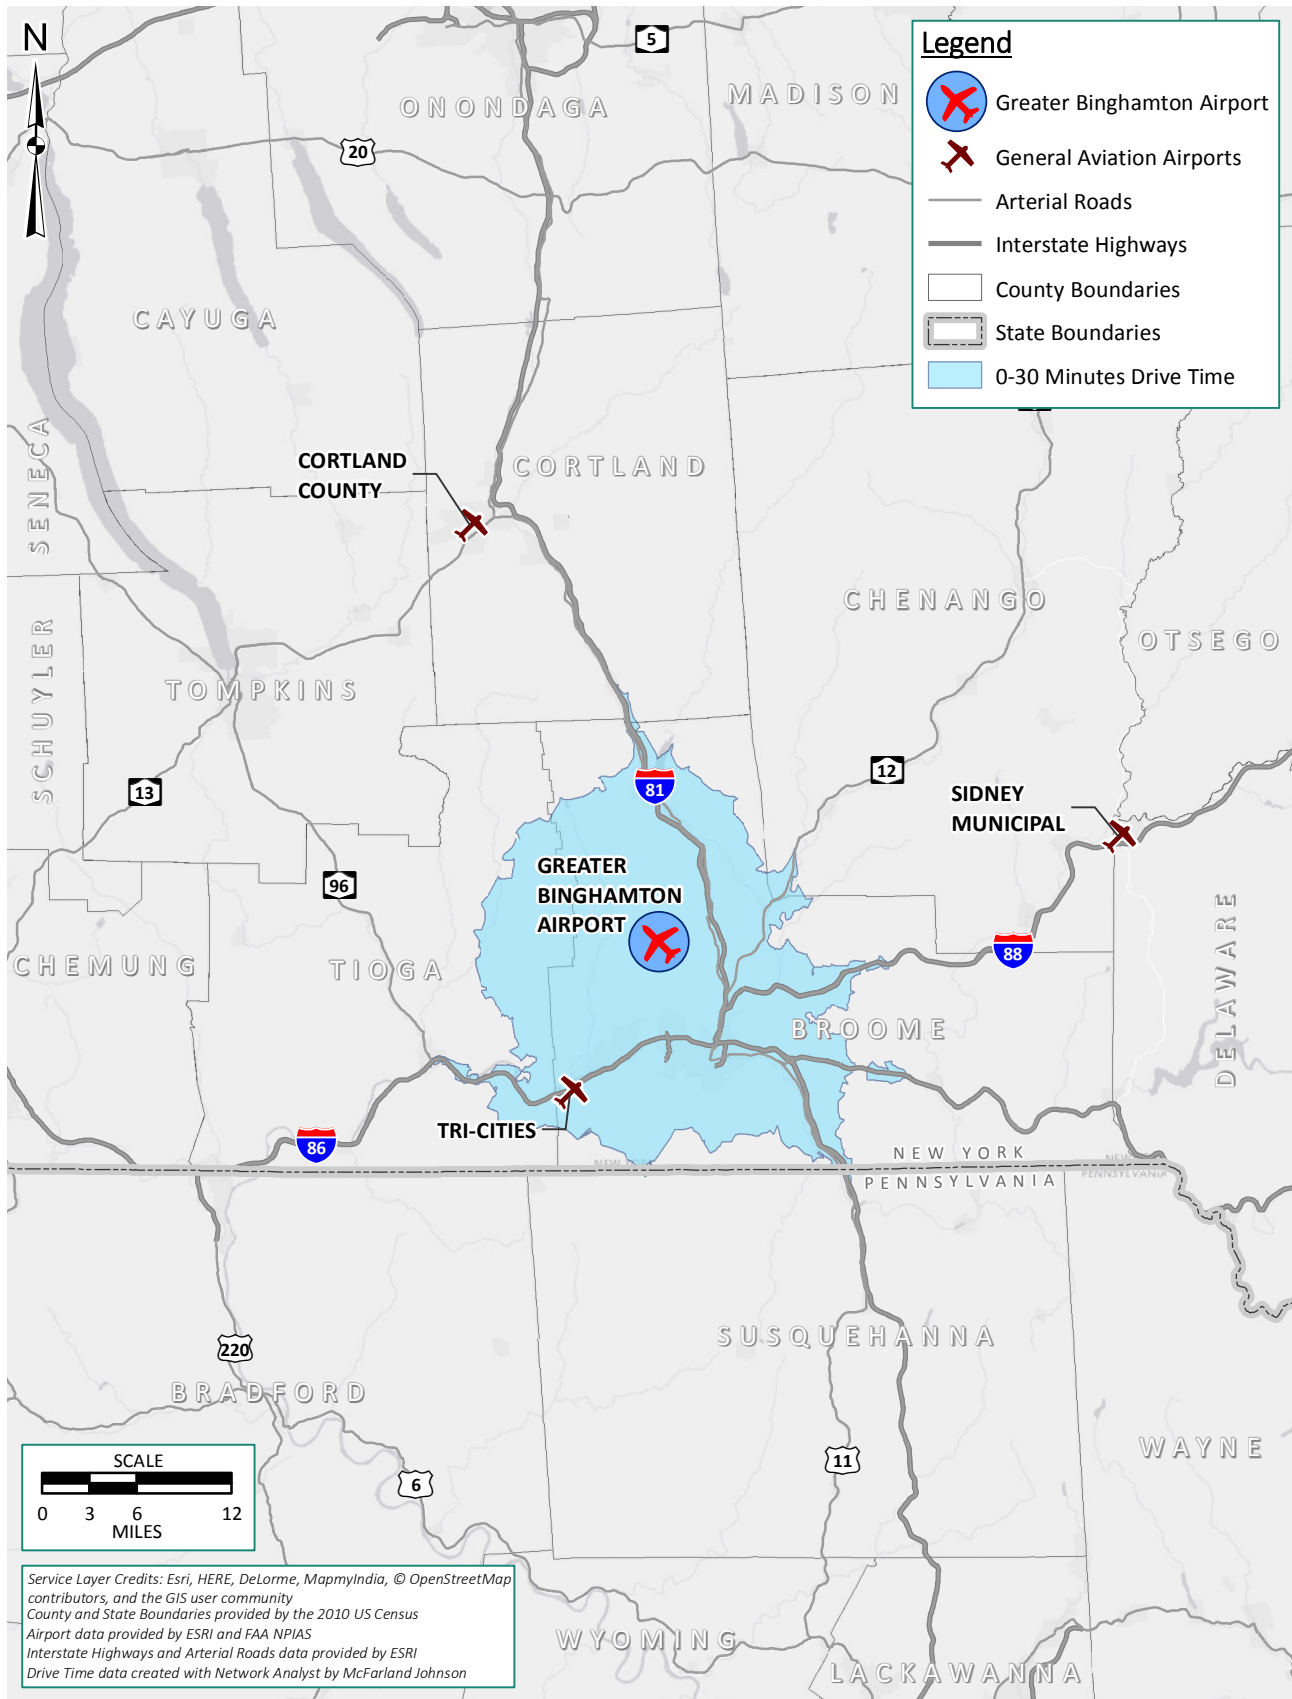 N
5
Legend
Greater Binghamton Airport
General Aviation Airports
Arterial Roads
Interstate Highways
County Boundaries
State Boundaries
0-30 Minutes Drive Time
ONONDAGA
MADISON
20
CAYUGA
SENECA
CORTLAND
COUNTY
CORTLAND
CHENANGO
OTSEGO
SCHUYLER
TOMPKINS
13
81
12
SIDNEY
MUNICIPAL
96
GREATER
BINGHAMTON
AIRPORT
CHEMUNG
TIOGA
88
BROOME
DELAWARE
TRI-CITIES
86
NEW YORK
PENNSYLVANIA
NEW YORK
NEW
PENNSYLVANIA
SUSQUEHANNA
220
BRADFORD
WAYNE
11
6
SCALE
0 3 6 12
MILES
WYOMING
LACKAWANNA
Service Layer Credits: Esri, HERE, DeLorme, MapmyIndia, © OpenStreetMap
contributors, and the GIS user community
County and State Boundaries provided by the 2010 US Census
Airport data provided by ESRI and FAA NPIAS
Interstate Highways and Arterial Roads data provided by ESRI
Drive Time data created with Network Analyst by McFarland Johnson